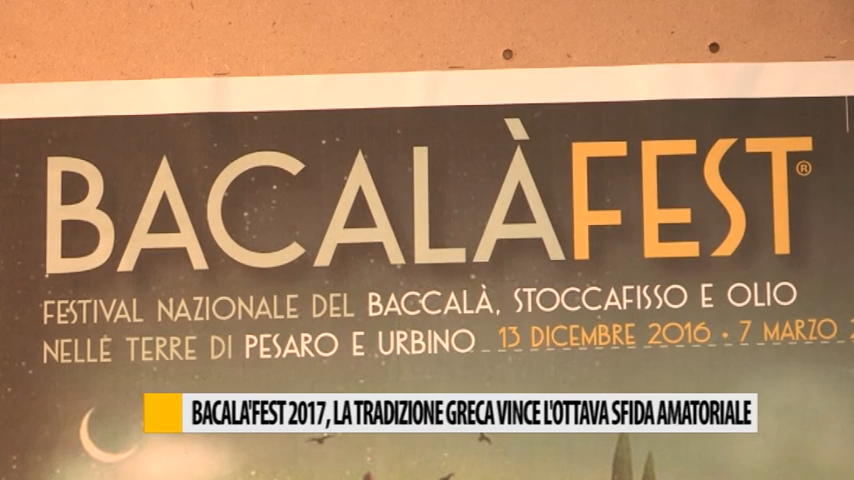 BACALÀFEST®
FESTIVAL NAZIONALE DEL BACCALÀ, STOCCAFISSO E OLIO
NELLE TERRE DI PESARO E URBINO 13 DICEMBRE 2016 • 7 MARZO
BACALA'FEST 2017, LA TRADIZIONE GRECA VINCE L'OTTAVA SFIDA AMATORIALE